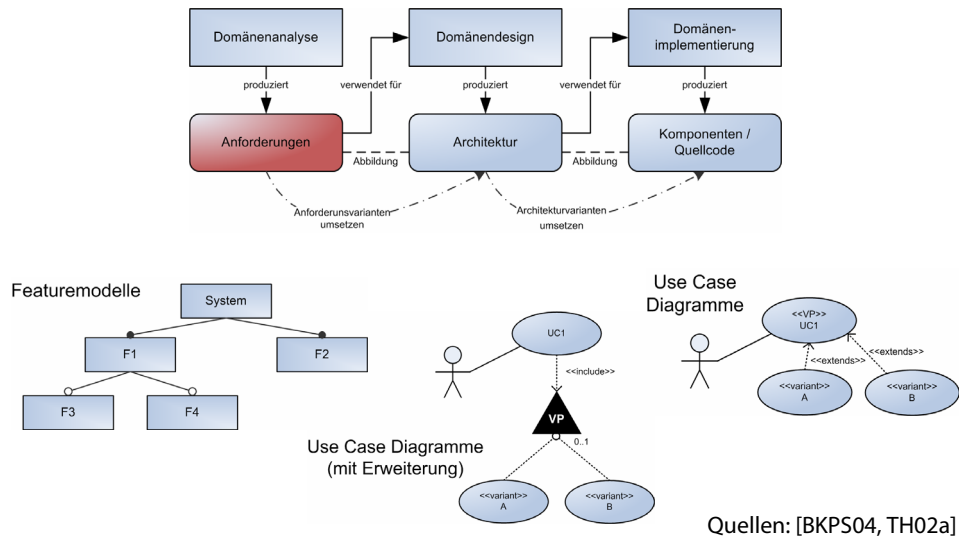 Domänenanalyse
Domänendesign
Domänen-
implementierung
produziert
verwendet für
produziert
verwendet für
produziert
Anforderungen
Abbildung
Architektur
Abbildung
Komponenten /
Quellcode
Anforderunsvarianten
umsetzen
Architekturvarianten
umsetzen
Featuremodelle
System
F1
F2
F3
F4
UC1
<<include>>
VP
0..1
<<variant>>
A
<<variant>>
B
Use Case Diagramme
(mit Erweiterung)
Use Case
Diagramme
<<VP>>
UC1
<<extends>>
<<extends>>
<<variant>>
A
<<variant>>
B
Quellen: [BKPS04, TH02a]